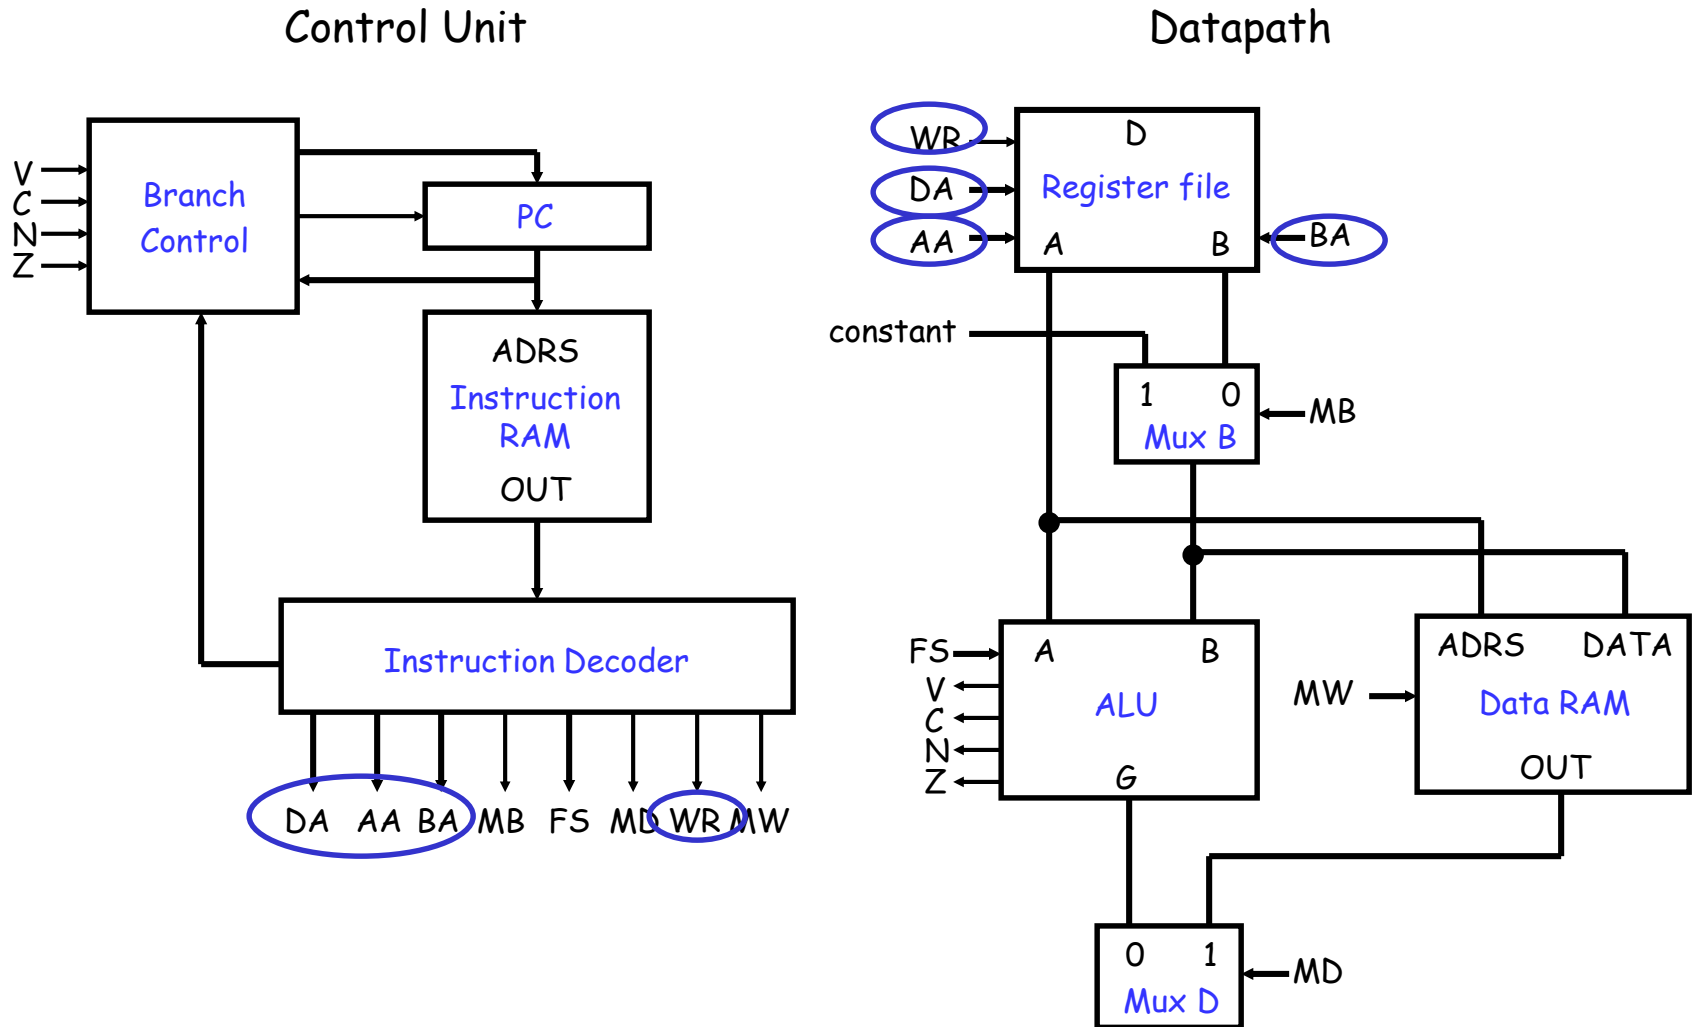 Control Unit
V
C
N
Z
Branch
Control
PC
ADRS
Instruction
RAM
OUT
Instruction Decoder
DA AA BA MB FS MD WR MW
Datapath
WR
DA
AA
D
Register file
A B
BA
constant
1 0
Mux B
MB
FS
V
C
N
Z
A B
ALU
G
MW
ADRS DATA
Data RAM
OUT
0 1
Mux D
MD